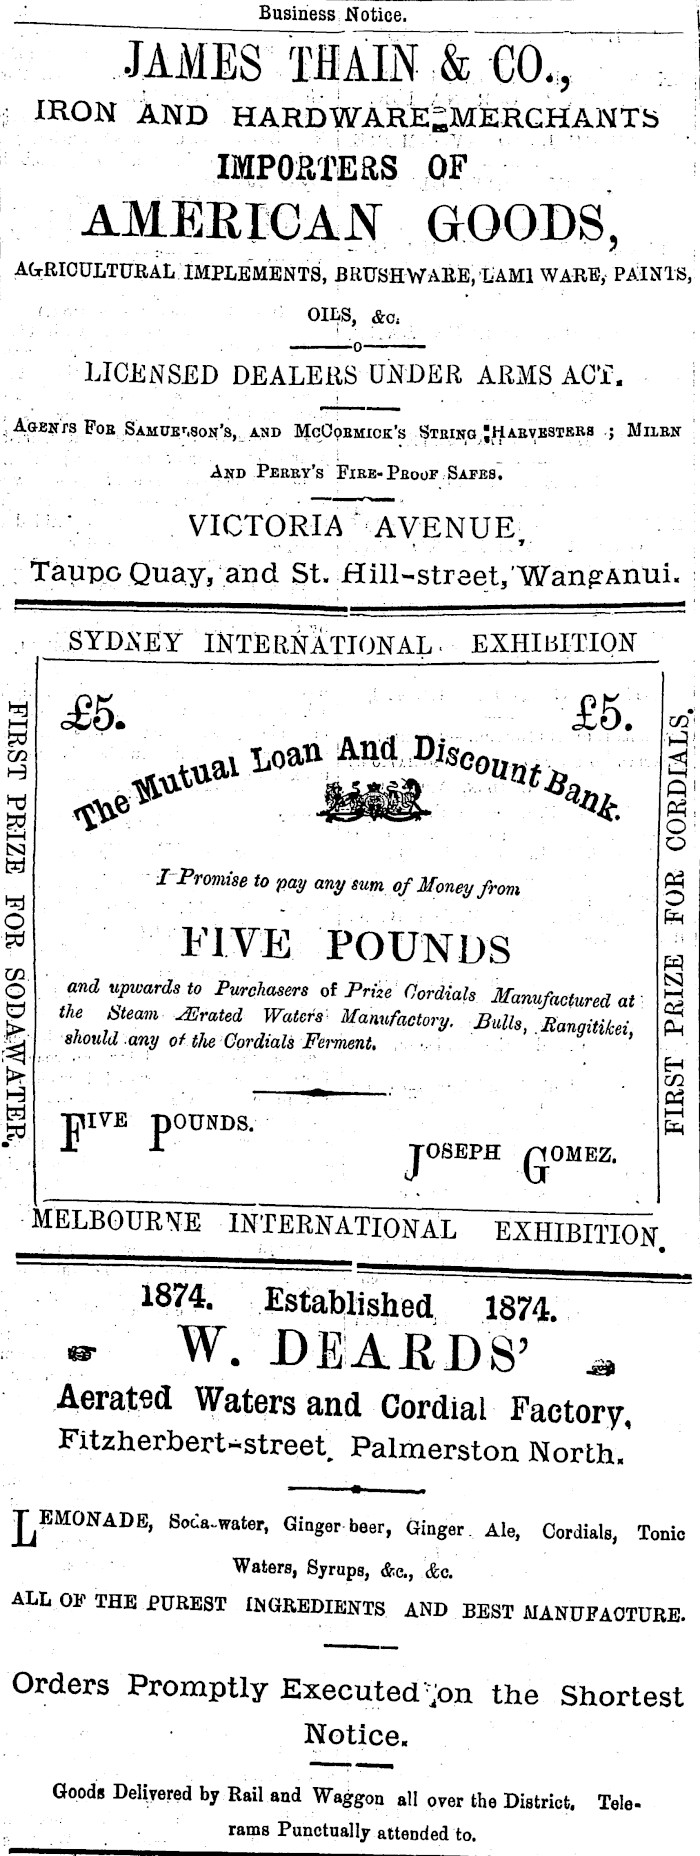 Business Notice.
JAMES THAIN & CO.,
IRON AND HARDWARE MERCHANTS
IMPORTERS OF
AMERICAN GOODS,
AGRICULTURAL IMPLEMENTS, BRUSHWARE, LAMP WARE, PAINTS,
OILS, &c.
LICENSED DEALERS UNDER ARMS ACT.
AGENTS FOR SAMUELSON'S, AND MCCORMICK'S STRING HARVESTERS ; MILRN
AND PERRY'S FIRE-PROOF SAFES.
VICTORIA AVENUE,
Taupo Quay, and St. Hill-street, Wanganui.
SYDNEY INTERNATIONAL EXHIBITION
FIRST PRIZE FOR SODAWATER.
£5. £5.
The Mutual Loan And Discount Bank.
I Promise to pay any sum of Money from
FIVE POUNDS
and upwards to Purchasers of Prize Cordials Manufactured at
the Steam Ærated Waters Manufactory. Bulls, Rangitikei,
should any of the Cordials Ferment.
FIVE POUNDS.
JOSEPH GOMEZ.
FIRST PRIZE FOR CORDIALS.
MELBOURNE INTERNATIONAL EXHIBITION.
1874. Established 1874.
W. DEARDS'
Aerated Waters and Cordial Factory,
Fitzherbert-street, Palmerston North.
LEMONADE, Soda-water, Ginger beer, Ginger Ale, Cordials, Tonic
Waters, Syrups, &c., &c.
ALL OF THE PUREST INGREDIENTS AND BEST MANUFACTURE.
Orders Promptly Executed on the Shortest
Notice.
Goods Delivered by Rail and Waggon all over the District. Tele-
rams Punctually attended to.